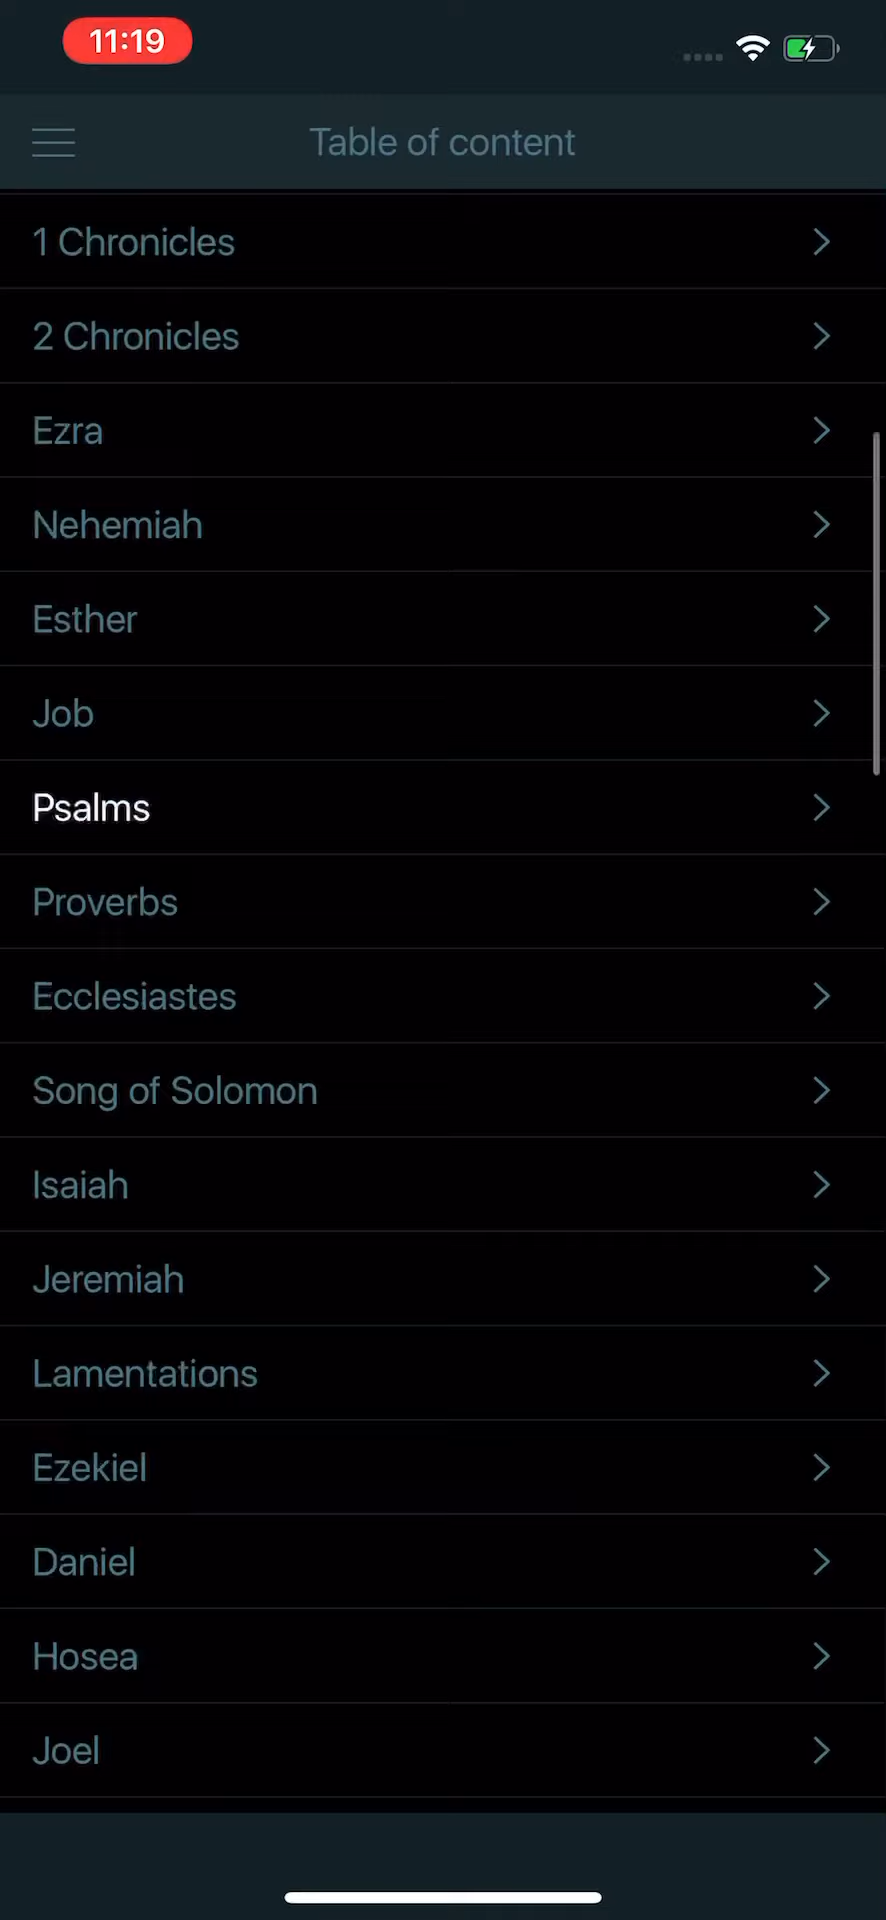 11:19
Table of content
1 Chronicles
2 Chronicles
Ezra
Nehemiah
Esther
Job
Psalms
Proverbs
Ecclesiastes
Song of Solomon
Isaiah
Jeremiah
Lamentations
Ezekiel
Daniel
Hosea
Joel